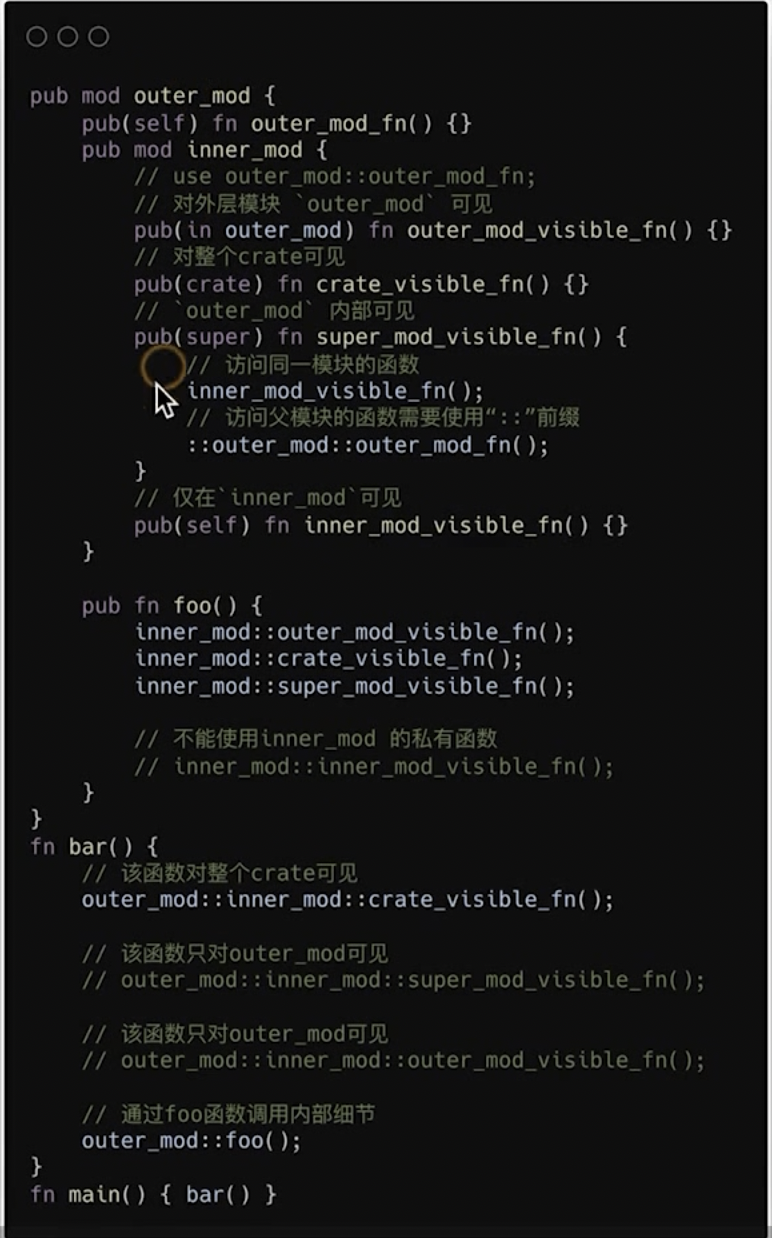 pub mod outer_mod {
    pub(self) fn outer_mod_fn() {}
    pub mod inner_mod {
        // use outer_mod::outer_mod_fn;
        // 对外层模块 `outer_mod` 可见
        pub(in outer_mod) fn outer_mod_visible_fn() {}
        // 对整个crate可见
        pub(crate) fn crate_visible_fn() {}
        // `outer_mod` 内部可见
        pub(super) fn super_mod_visible_fn() {
            // 访问同一模块的函数
            inner_mod_visible_fn();
            // 访问父模块的函数需要使用“::”前缀
            ::outer_mod::outer_mod_fn();
        }
        // 仅在`inner_mod`可见
        pub(self) fn inner_mod_visible_fn() {}
    }

    pub fn foo() {
        inner_mod::outer_mod_visible_fn();
        inner_mod::crate_visible_fn();
        inner_mod::super_mod_visible_fn();

        // 不能使用inner_mod 的私有函数
        // inner_mod::inner_mod_visible_fn();
    }
}
fn bar() {
    // 该函数对整个crate可见
    outer_mod::inner_mod::crate_visible_fn();

    // 该函数只对outer_mod可见
    // outer_mod::inner_mod::super_mod_visible_fn();

    // 该函数只对outer_mod可见
    // outer_mod::inner_mod::outer_mod_visible_fn();

    // 通过foo函数调用内部细节
    outer_mod::foo();
}
fn main() { bar() }